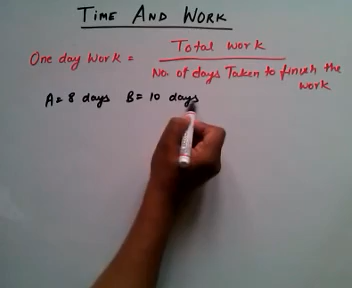 TIME AND WORK
One day Work = Total work
No. of days Taken to finish the work
A = 8 days B = 10 days